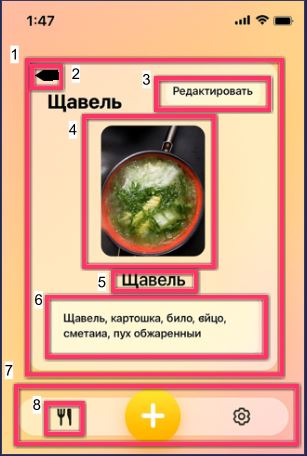 1:47
1
2
3
Редактировать
Щавель
4
5
Щавель
6
Щавель, картошка, било, єйцо,
сметаиа, пух обжаренныи
7
8